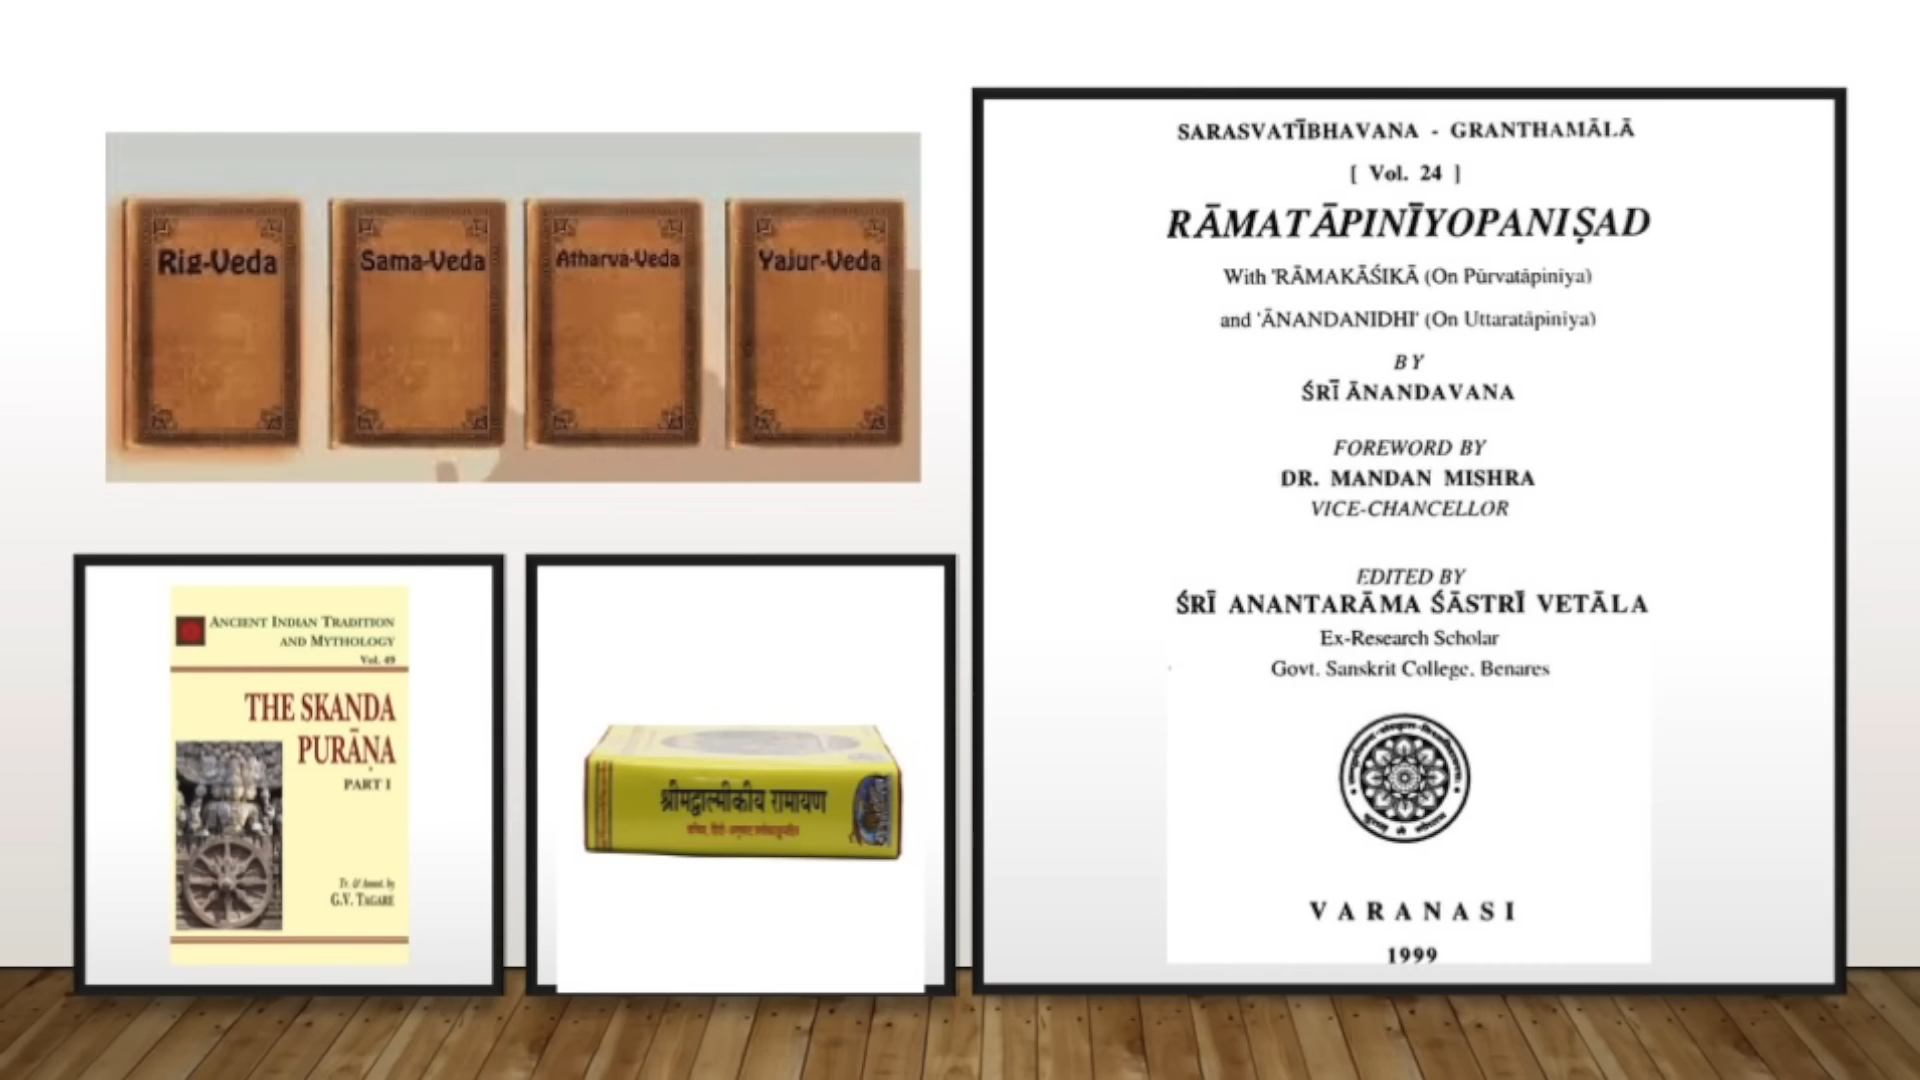 Rig-Veda
Sama-Veda
Atharva-Veda
Yajur-Veda
ANCIENT INDIAN TRADITION
AND MYTHOLOGY
Vol. 49
THE SKANDA
PURĀṆA
PART I
Tr. & Annot. by
G.V. TAGARE
श्रीमद्वाल्मीकीय रामायण
SARASVATĪBHAVANA - GRANTHAMĀLĀ
[ Vol. 24 ]
RĀMATĀPINĪYOPANIṢAD
With 'RĀMAKĀŚIKĀ (On Pūrvatāpinīya)
and 'ĀNANDANIDHI' (On Uttaratāpinīya)
BY
ŚRĪ ĀNANDAVANA
FOREWORD BY
DR. MANDAN MISHRA
VICE-CHANCELLOR
EDITED BY
ŚRĪ ANANTARĀMA ŚĀSTRĪ VETĀLA
Ex-Research Scholar
Govt. Sanskrit College, Benares
VARANASI
1999